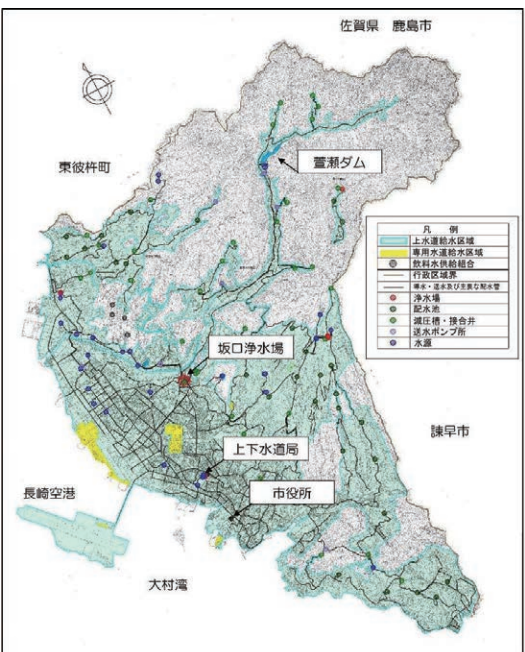 佐賀県 鹿島市
東彼杵町
萱瀬ダム
凡 例
上水道給水区域
専用水道給水区域
飲料水供給組合
行政区域界
導水・送水及び主要な配水管
浄水場
配水池
減圧槽・接合井
送水ポンプ所
水源
坂口浄水場
諫早市
上下水道局
市役所
長崎空港
大村湾